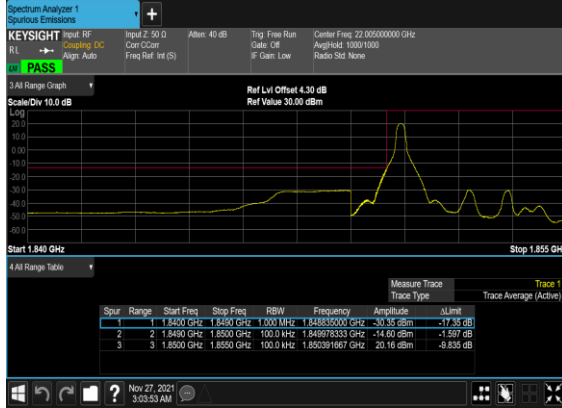 Spectrum Analyzer 1
Spurious Emissions
+
KEYSIGHT Input: RF Input Z: 50 Ω Atten: 40 dB Trig: Free Run Center Freq: 22.005000000 GHz
RL Coupling: DC Corr CCorr Gate: Off Avg|Hold: 1000/1000
Align: Auto Freq Ref: Int (S) IF Gain: Low Radio Std: None
PASS
3 All Range Graph
Ref Lvl Offset 4.30 dB
Scale/Div 10.0 dB Ref Value 30.00 dBm
Log
20.0
10.0
0.00
-10.0
-20.0
-30.0
-40.0
-50.0
-60.0
Start 1.840 GHz Stop 1.855 GH
4 All Range Table
Measure Trace Trace 1
Trace Type Trace Average (Active)
Spur Range Start Freq Stop Freq RBW Frequency Amplitude ΔLimit
1 1 1.8400 GHz 1.8490 GHz 1.000 MHz 1.848835000 GHz -30.35 dBm -17.35 dB
2 2 1.8490 GHz 1.8500 GHz 100.0 kHz 1.849978333 GHz -14.60 dBm -1.597 dB
3 3 1.8500 GHz 1.8550 GHz 100.0 kHz 1.850391667 GHz 20.16 dBm -9.835 dB
? Nov 27, 2021
3:03:53 AM